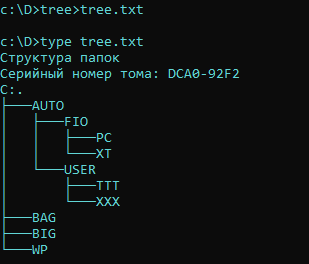 c:\D>tree>tree.txt

c:\D>type tree.txt
Структура папок
Серийный номер тома: DCA0-92F2
C:.
├───AUTO
│   ├───FIO
│   │   ├───PC
│   │   └───XT
│   └───USER
│       ├───TTT
│       └───XXX
├───BAG
├───BIG
└───WP